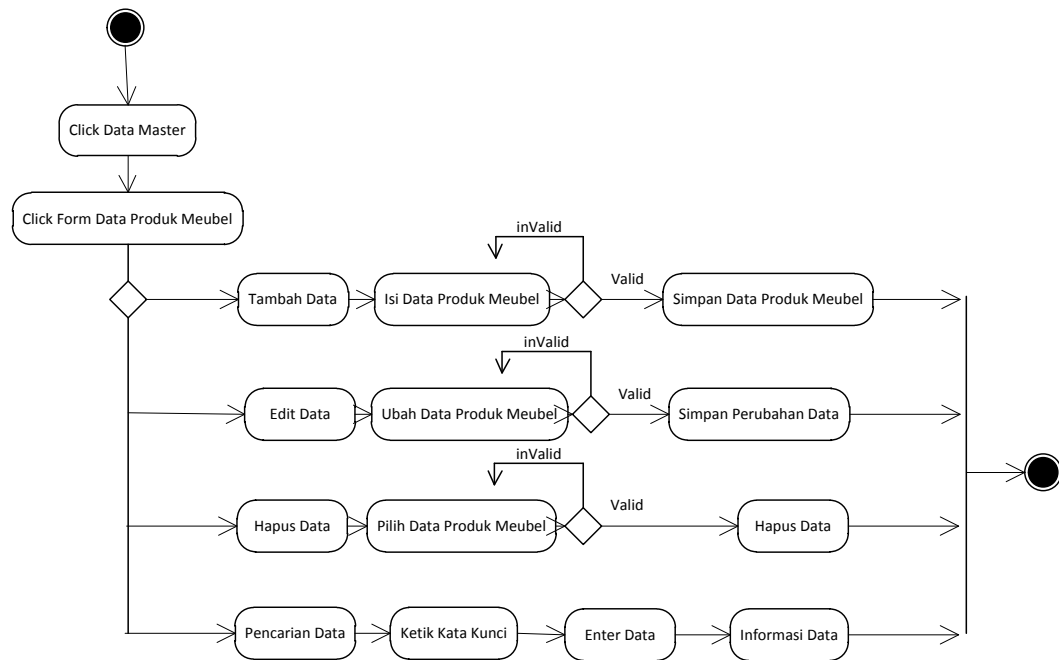 Click Data Master
Click Form Data Produk Meubel
inValid
Tambah Data
Isi Data Produk Meubel
Valid
Simpan Data Produk Meubel
inValid
Edit Data
Ubah Data Produk Meubel
Valid
Simpan Perubahan Data
inValid
Hapus Data
Pilih Data Produk Meubel
Valid
Hapus Data
Pencarian Data
Ketik Kata Kunci
Enter Data
Informasi Data